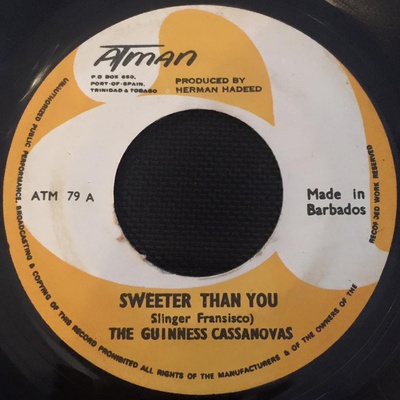 ATMAN
P.O BOX 650,
PORT-OF-SPAIN,
TRINIDAD & TOBAGO
PRODUCED BY
HERMAN HADEED
ATM 79 A
Made in
Barbados
SWEETER THAN YOU
Slinger Fransisco)
THE GUINNESS CASSANOVAS
UNAUTHORIZED PUBLIC PERFORMANCE, BROADCASTING & COPYING OF THIS RECORD PROHIBITED ALL RIGHTS OF THE MANUFACTURERS & OF THE OWNERS OF THE RECORDED WORK RESERVED